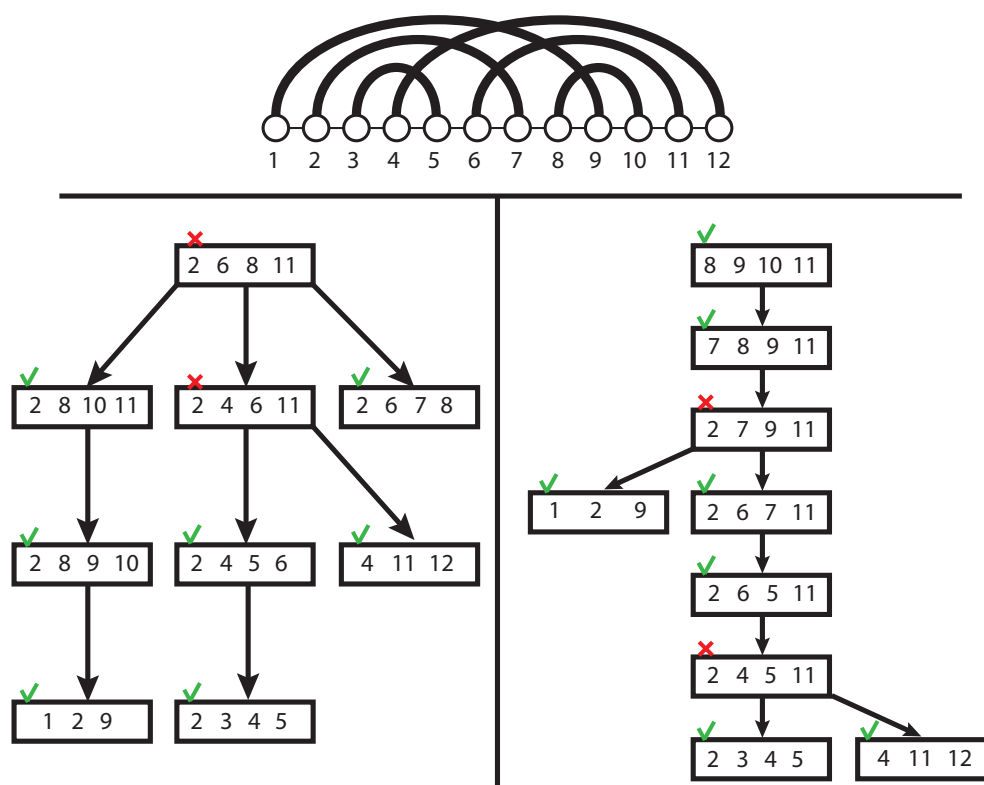 1 2 3 4 5 6 7 8 9 10 11 12
2 6 8 11
2 8 10 11
2 4 6 11
2 6 7 8
2 8 9 10
2 4 5 6
4 11 12
1 2 9
2 3 4 5
8 9 10 11
7 8 9 11
2 7 9 11
1 2 9
2 6 7 11
2 6 5 11
2 4 5 11
2 3 4 5
4 11 12